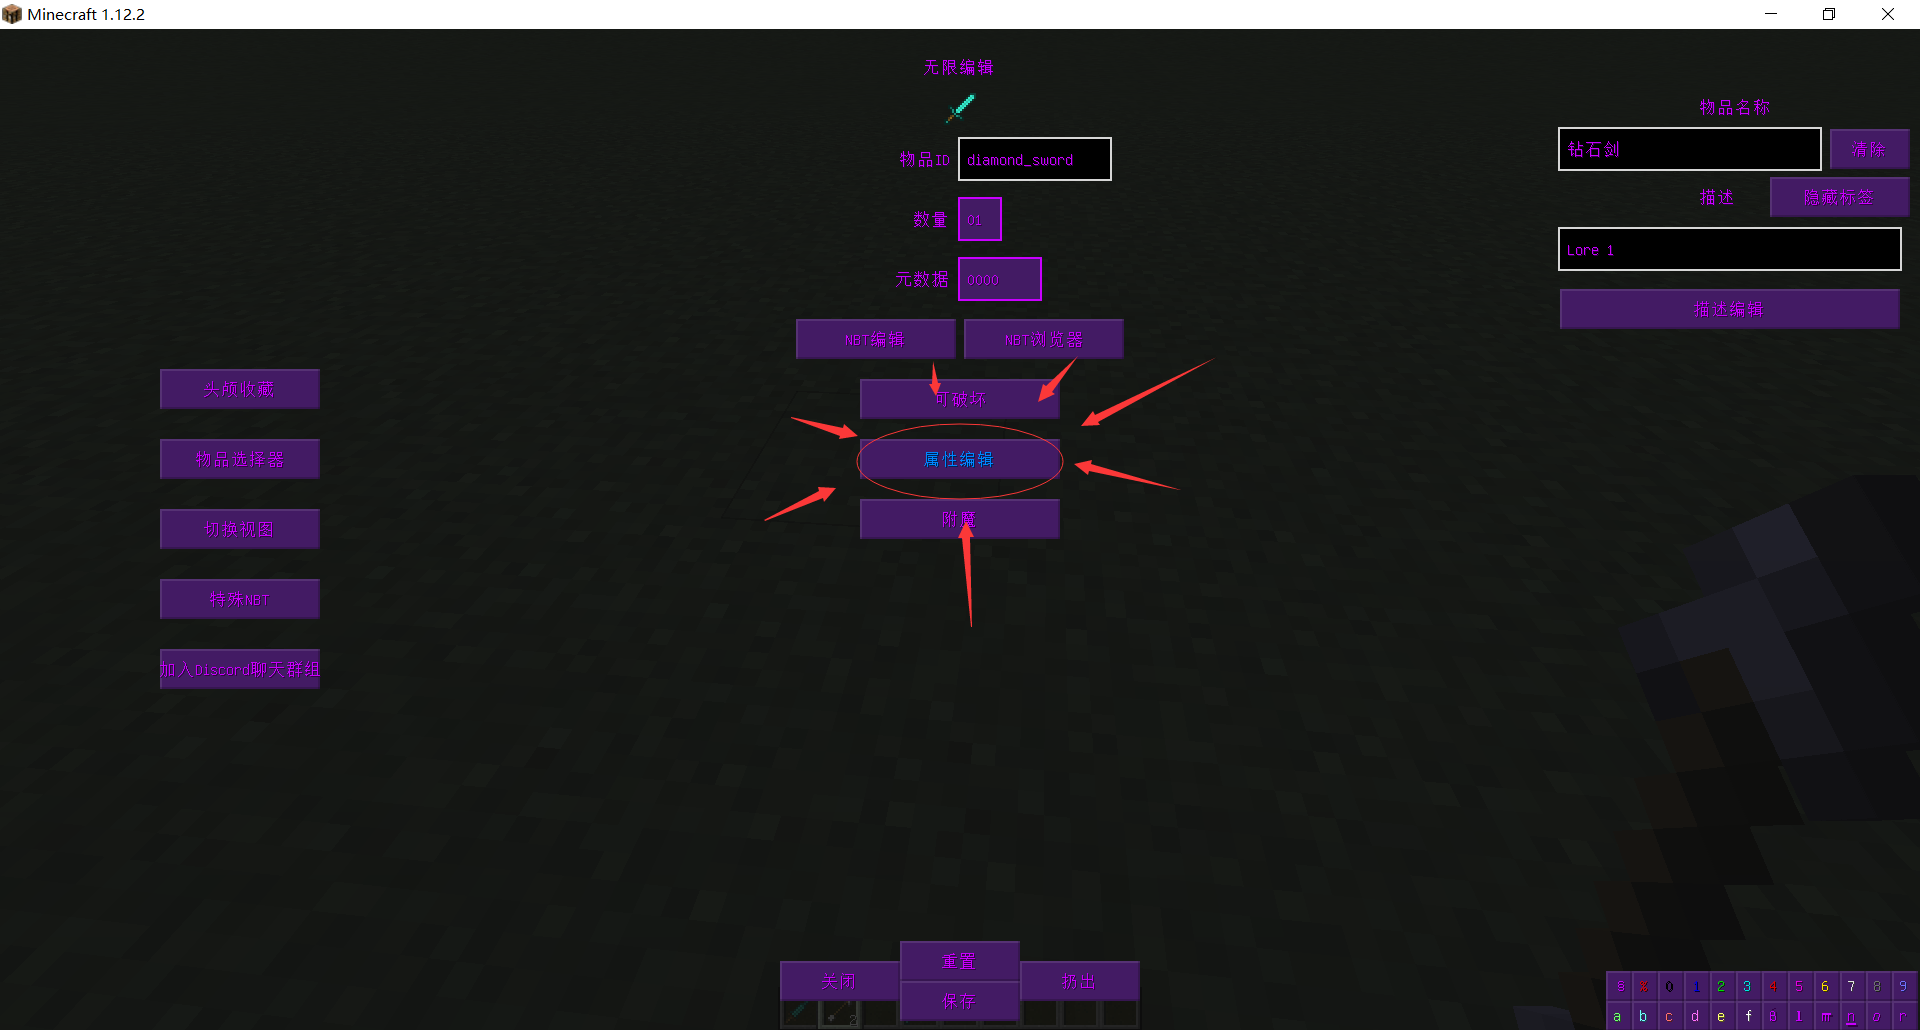 Minecraft 1.12.2
无限编辑
物品ID
diamond_sword
数量
01
元数据
0000
NBT编辑
NBT浏览器
可破坏
属性编辑
附魔
头颅收藏
物品选择器
切换视图
特殊NBT
加入Discord聊天群组
物品名称
钻石剑
清除
描述
隐藏标签
Lore 1
描述编辑
重置
关闭
扔出
保存
2
§ % 0 1 2 3 4 5 6 7 8 9
a b c d e f k l m n o r